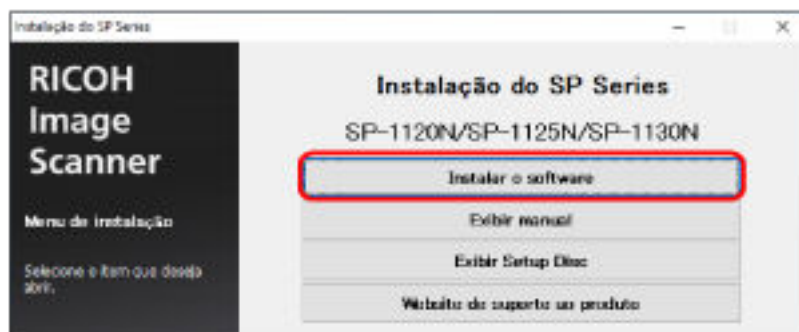 Instalação do SP Series
RICOH
Image
Scanner
Menu de instalação
Selecione o item que deseja
abrir.
Instalação do SP Series
SP-1120N/SP-1125N/SP-1130N
Instalar o software
Exibir manual
Exibir Setup Disc
Website de suporte ao produto